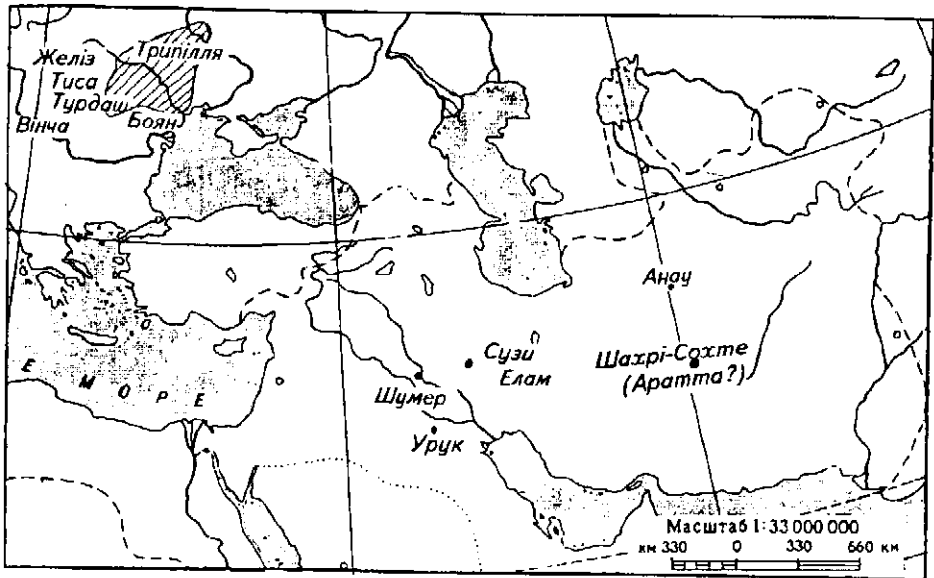 Желіз
Трипілля
Тиса
Турдаш
Вінча
Боян
Анау
Сузи
Елам
Шахрі-Сохте
(Аратта?)
Шумер
Урук
Е МОРЕ
Масштаб 1:33 000 000
км 330 0 330 660 км